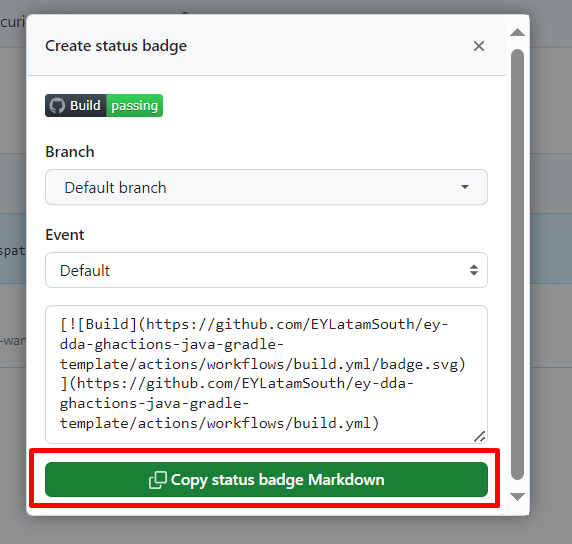 curi
Create status badge
Build passing
Branch
Default branch
Event
spat
Default
[![Build](https://github.com/EYLatamSouth/ey-
dda-ghactions-java-gradle-
template/actions/workflows/build.yml/badge.svg)
](https://github.com/EYLatamSouth/ey-dda-
ghactions-java-gradle-
template/actions/workflows/build.yml)
-war
Copy status badge Markdown